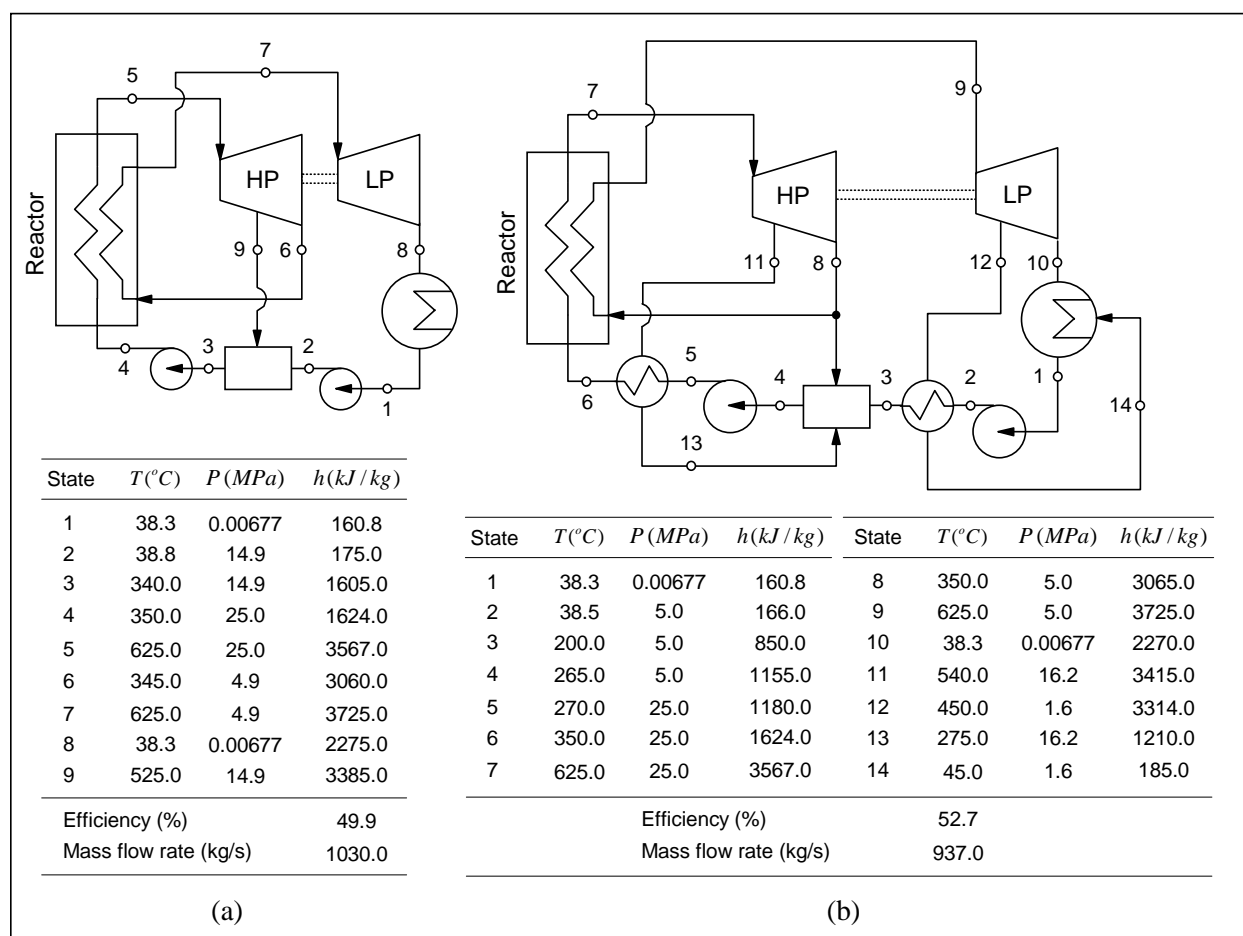 5
7
HP
LP
Reactor
9
6
8
4
3
2
1
State T(°C) P(MPa) h(kJ/kg)
1 38.3 0.00677 160.8
2 38.8 14.9 175.0
3 340.0 14.9 1605.0
4 350.0 25.0 1624.0
5 625.0 25.0 3567.0
6 345.0 4.9 3060.0
7 625.0 4.9 3725.0
8 38.3 0.00677 2275.0
9 525.0 14.9 3385.0
Efficiency (%) 49.9
Mass flow rate (kg/s) 1030.0
(a)
7
9
HP
LP
Reactor
11
8
12
10
6
5
4
3
2
1
14
13
State T(°C) P(MPa) h(kJ/kg) State T(°C) P(MPa) h(kJ/kg)
1 38.3 0.00677 160.8 8 350.0 5.0 3065.0
2 38.5 5.0 166.0 9 625.0 5.0 3725.0
3 200.0 5.0 850.0 10 38.3 0.00677 2270.0
4 265.0 5.0 1155.0 11 540.0 16.2 3415.0
5 270.0 25.0 1180.0 12 450.0 1.6 3314.0
6 350.0 25.0 1624.0 13 275.0 16.2 1210.0
7 625.0 25.0 3567.0 14 45.0 1.6 185.0
Efficiency (%) 52.7
Mass flow rate (kg/s) 937.0
(b)